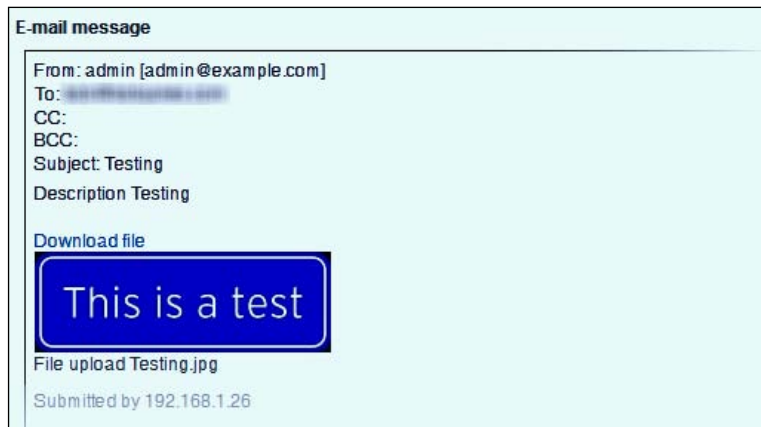 E-mail message
From: admin [admin@example.com]
To:
CC:
BCC:
Subject: Testing
Description Testing
Download file
This is a test
File upload Testing.jpg
Submitted by 192.168.1.26